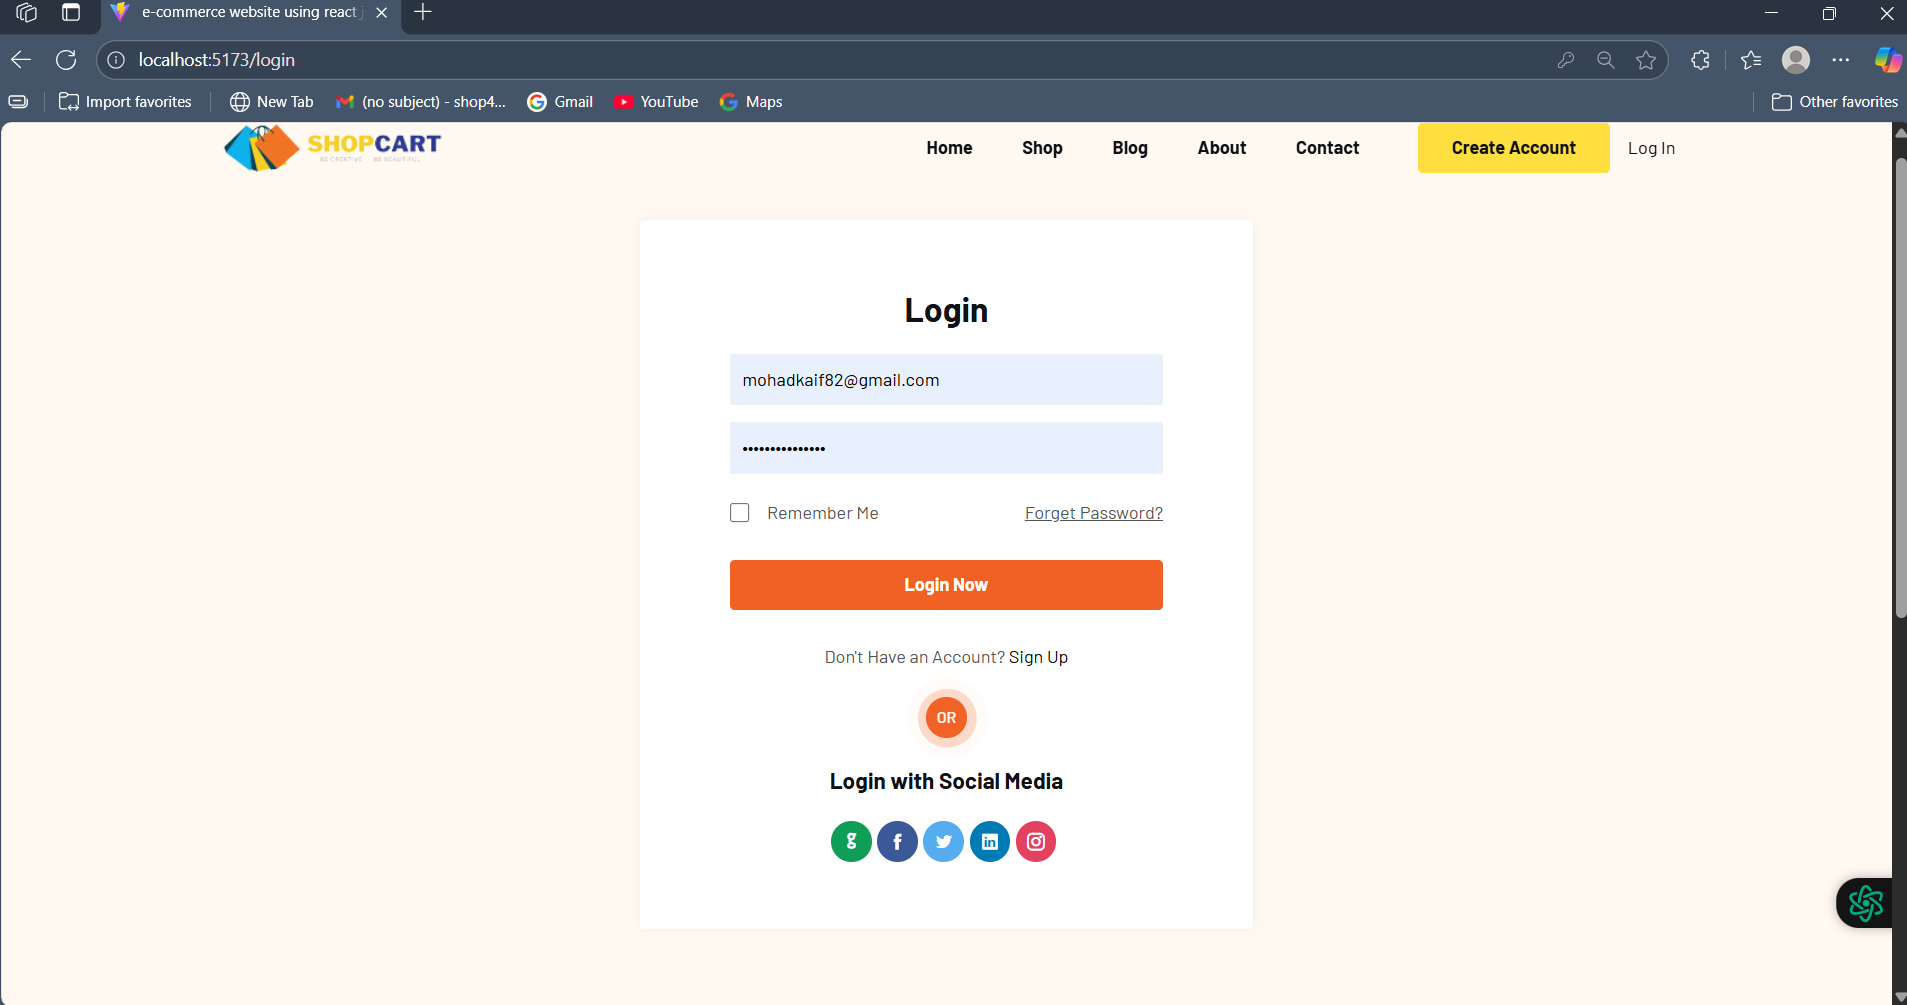 e-commerce website using react j
localhost:5173/login
Import favorites
New Tab
(no subject) - shop4...
Gmail
YouTube
Maps
Other favorites
SHOPCART
BE CREATIVE - BE BEAUTIFUL
Home
Shop
Blog
About
Contact
Create Account
Log In
Login
mohadkaif82@gmail.com
•••••••••••••••
Remember Me
Forget Password?
Login Now
Don't Have an Account? Sign Up
OR
Login with Social Media